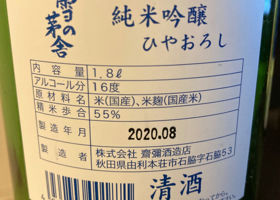 雪の茅舎
純米吟醸
ひやおろし
内容量 1.8ℓ
アルコール分 16度
原材料名 米(国産)、米麹(国産米)
精米歩合 55%
製造年月 2020.08
製造者 株式会社 齋彌酒造店
秋田県由利本荘市石脇字石脇53
清酒